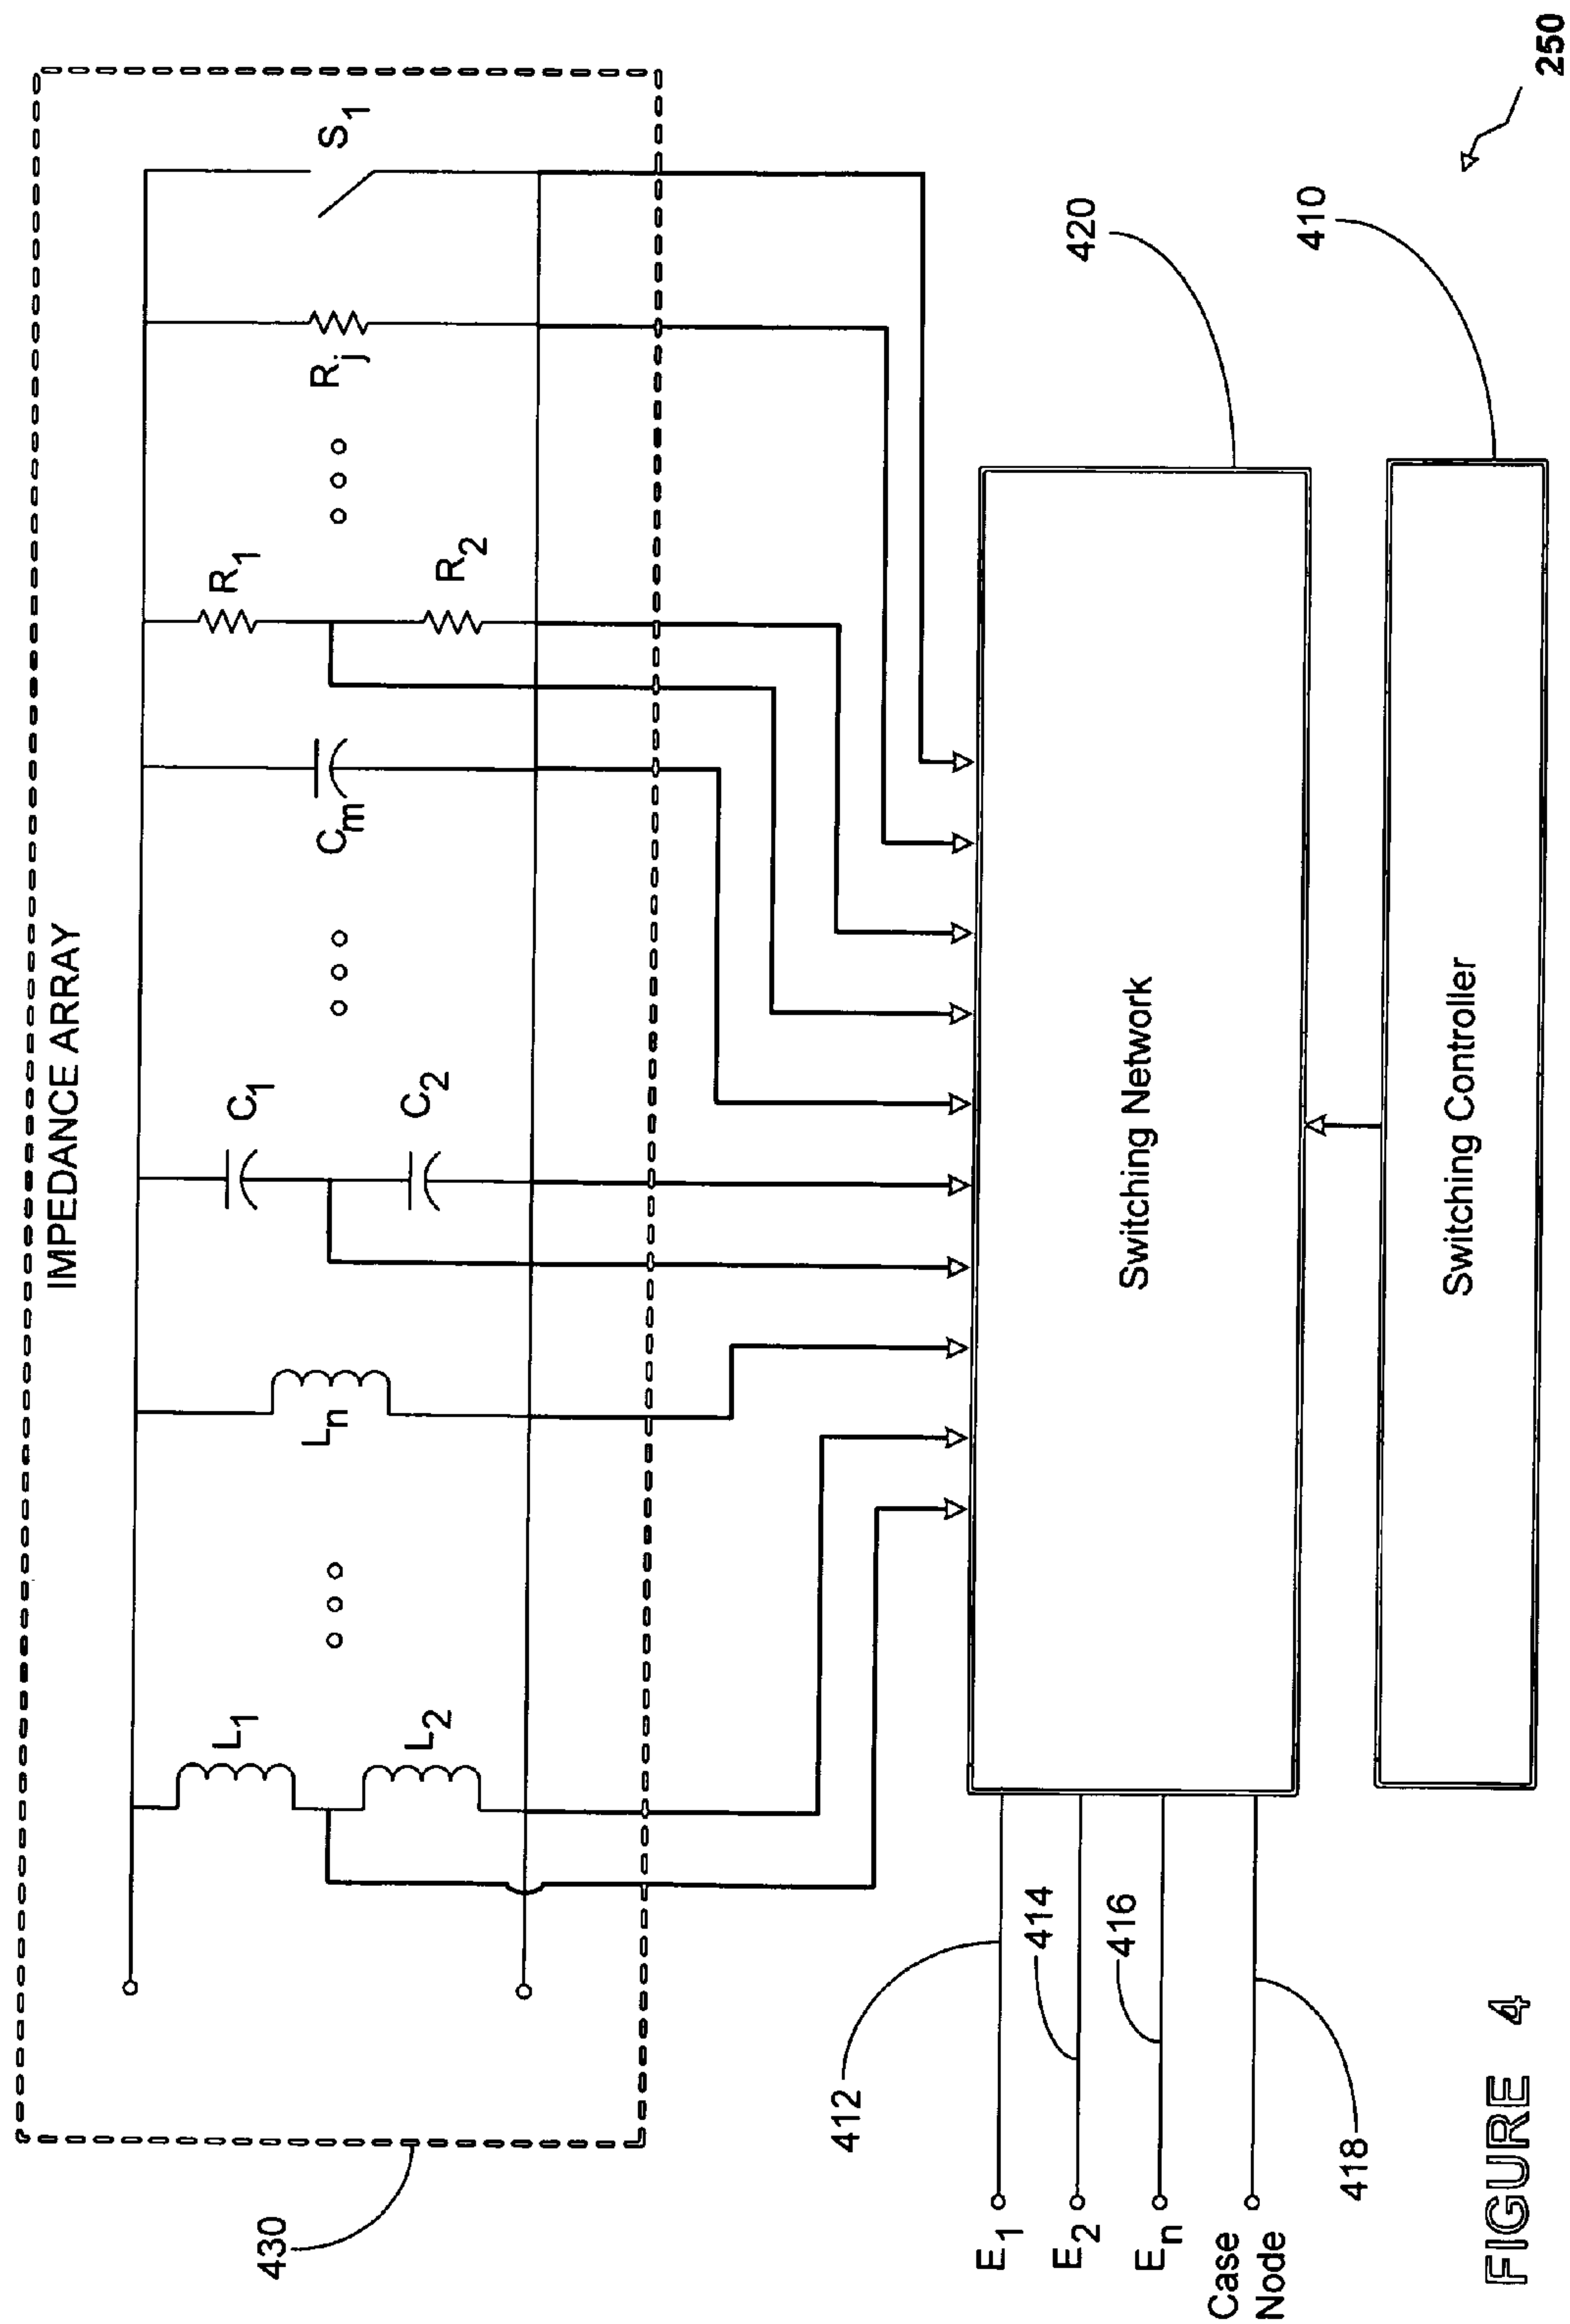 IMPEDANCE ARRAY
430
L1
L2
Ln
C1
C2
Cm
R1
R2
Rj
S1
412
E1
414
E2
416
En
Case
Node
418
Switching Network
420
Switching Controller
410
250
FIGURE 4